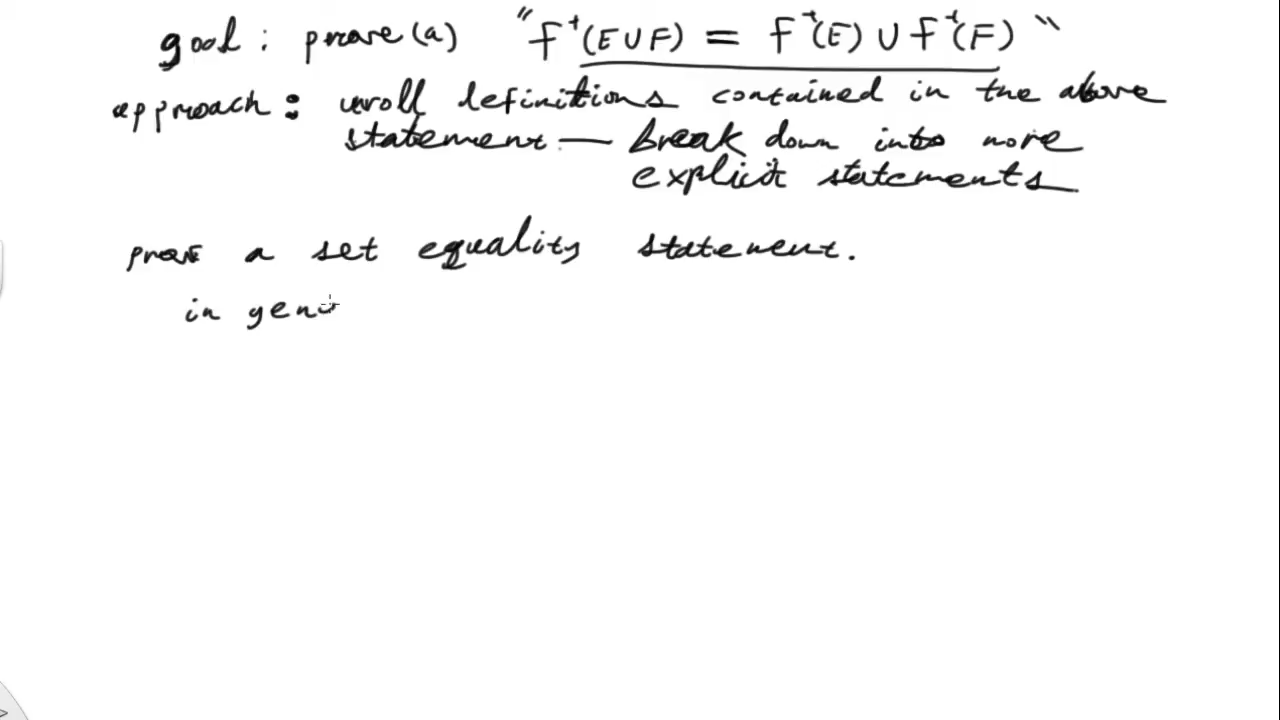 goal : prove (a) "f⁻¹(E ∪ F) = f⁻¹(E) ∪ f⁻¹(F)"
approach : unroll definitions contained in the above
statement — break down into more
explicit statements
prove a set equality statement.
in gene